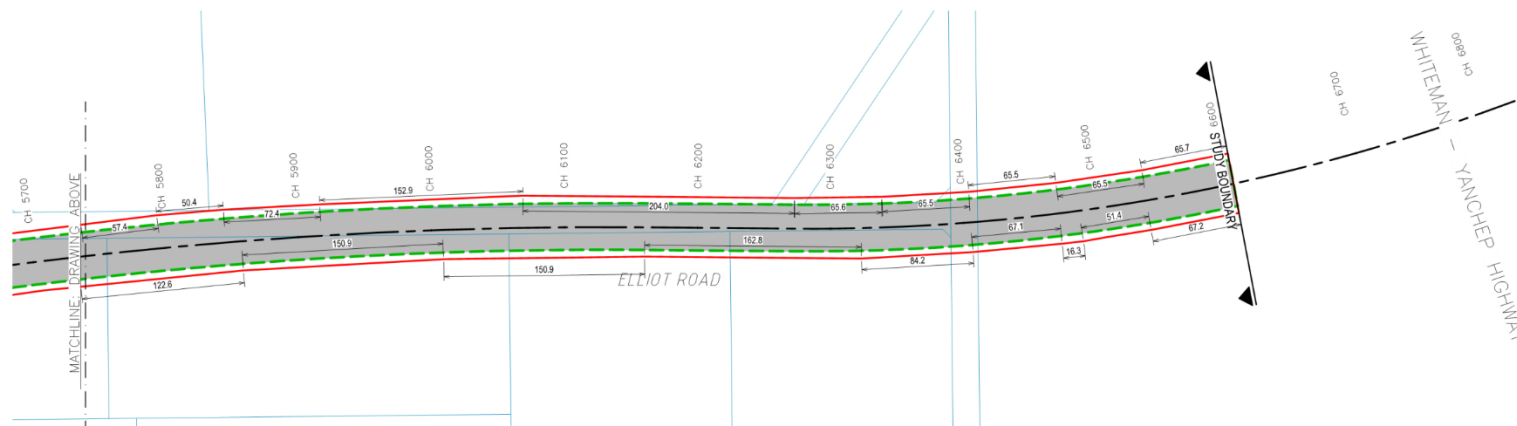 CH 5700
CH 5800
CH 5900
CH 6000
CH 6100
CH 6200
CH 6300
CH 6400
CH 6500
6600
CH 6700
CH 6800
WHITEMAN – YANCHEP HIGHWAY
STUDY BOUNDARY
MATCHLINE: DRAWING ABOVE
ELLIOT ROAD
50.4
152.9
65.5
65.7
57.4
72.4
204.0
65.6
65.5
65.5
150.9
162.8
67.1
51.4
122.6
150.9
84.2
16.3
67.2